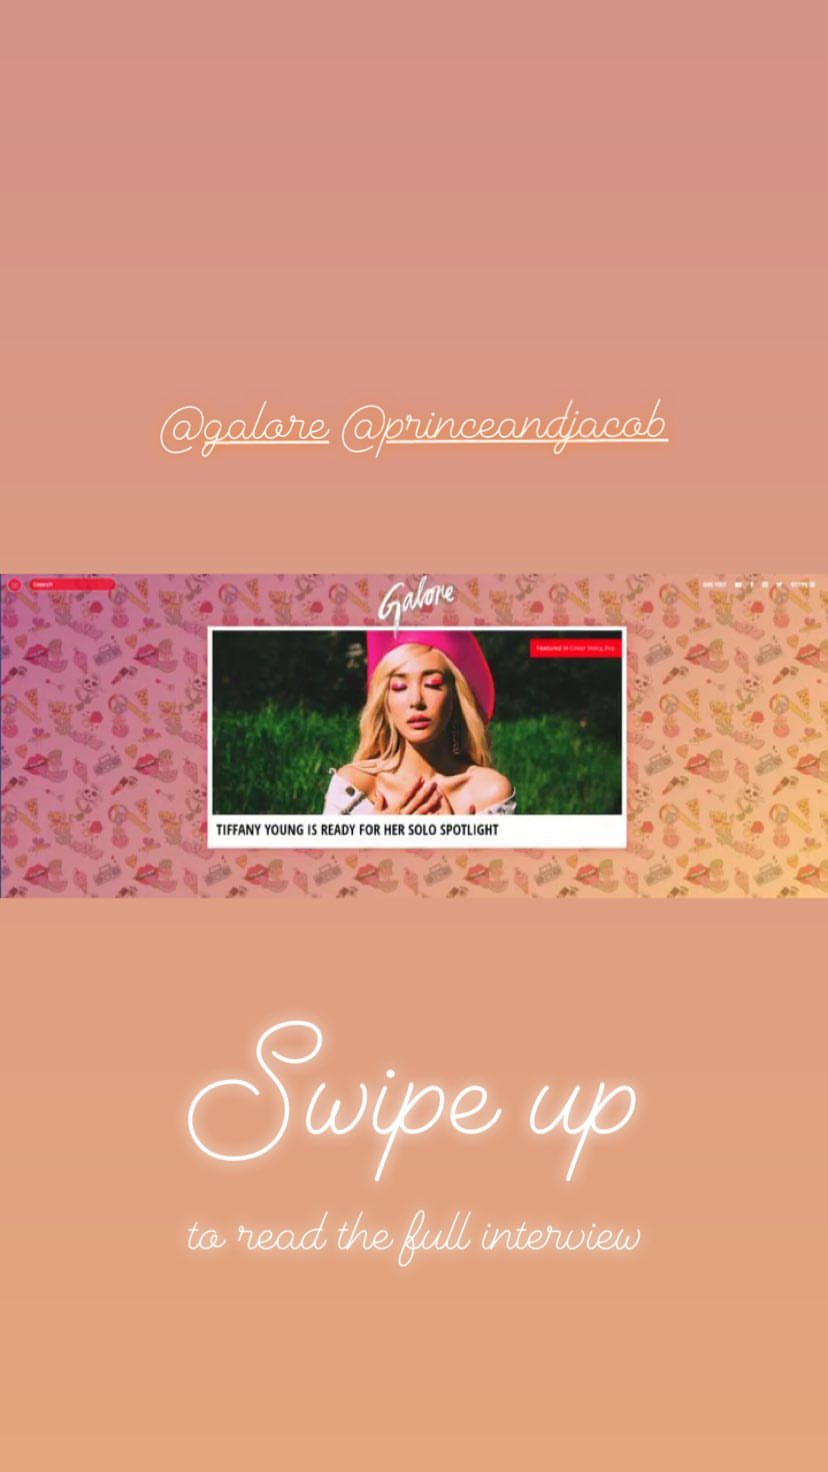 @galore @princeandjacob
Search
Galore
Featured in Cover Story, Pop
TIFFANY YOUNG IS READY FOR HER SOLO SPOTLIGHT
Swipe up
to read the full interview